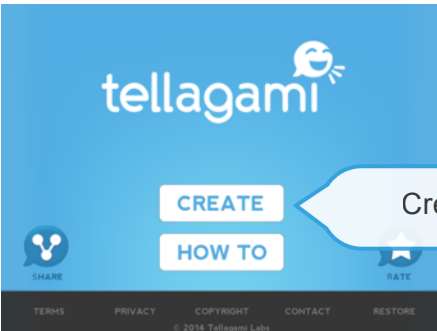 tellagami
CREATE
Cre
HOW TO
SHARE
RATE
TERMS PRIVACY COPYRIGHT CONTACT RESTORE
© 2014 Tellagami Labs